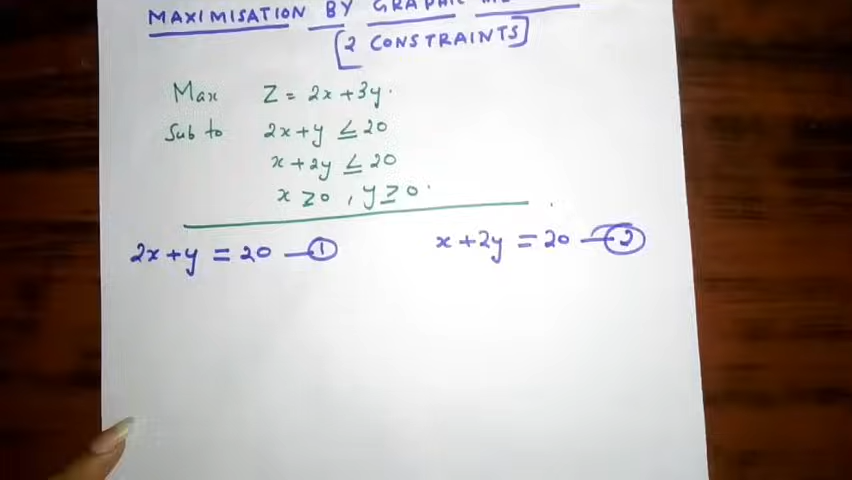 MAXIMISATION BY GRAPHIC
[2 CONSTRAINTS]
Max Z = 2x+3y.
Sub to 2x+y ≤ 20
x+2y ≤ 20
x ≥ 0 , y ≥ 0.
2x+y = 20 —① x+2y = 20 —②